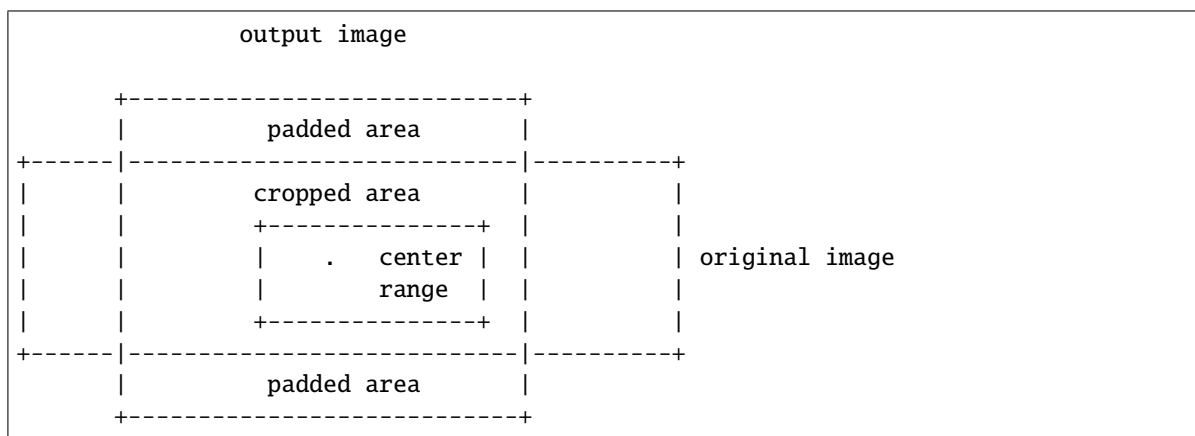 output image
padded area
cropped area
. center
original image
range
padded area